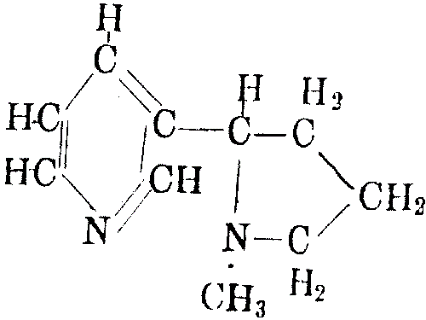 H
C
H H₂
HC C C C
HC CH CH₂
N N C
CH₃ H₂